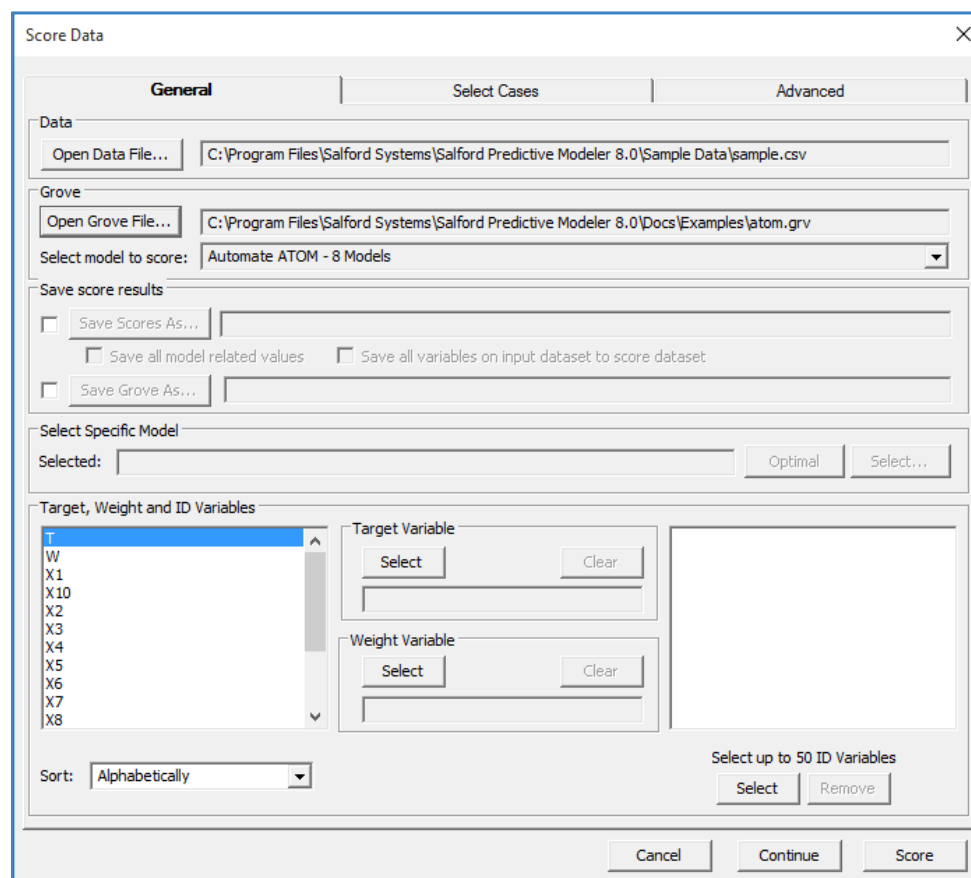 Score Data
General Select Cases Advanced
Data
Open Data File... C:\Program Files\Salford Systems\Salford Predictive Modeler 8.0\Sample Data\sample.csv
Grove
Open Grove File... C:\Program Files\Salford Systems\Salford Predictive Modeler 8.0\Docs\Examples\atom.grv
Select model to score: Automate ATOM - 8 Models
Save score results
Save Scores As...
Save all model related values Save all variables on input dataset to score dataset
Save Grove As...
Select Specific Model
Selected: Optimal Select...
Target, Weight and ID Variables
T
W
X1
X10
X2
X3
X4
X5
X6
X7
X8
Target Variable
Select Clear
Weight Variable
Select Clear
Sort: Alphabetically
Select up to 50 ID Variables
Select Remove
Cancel Continue Score